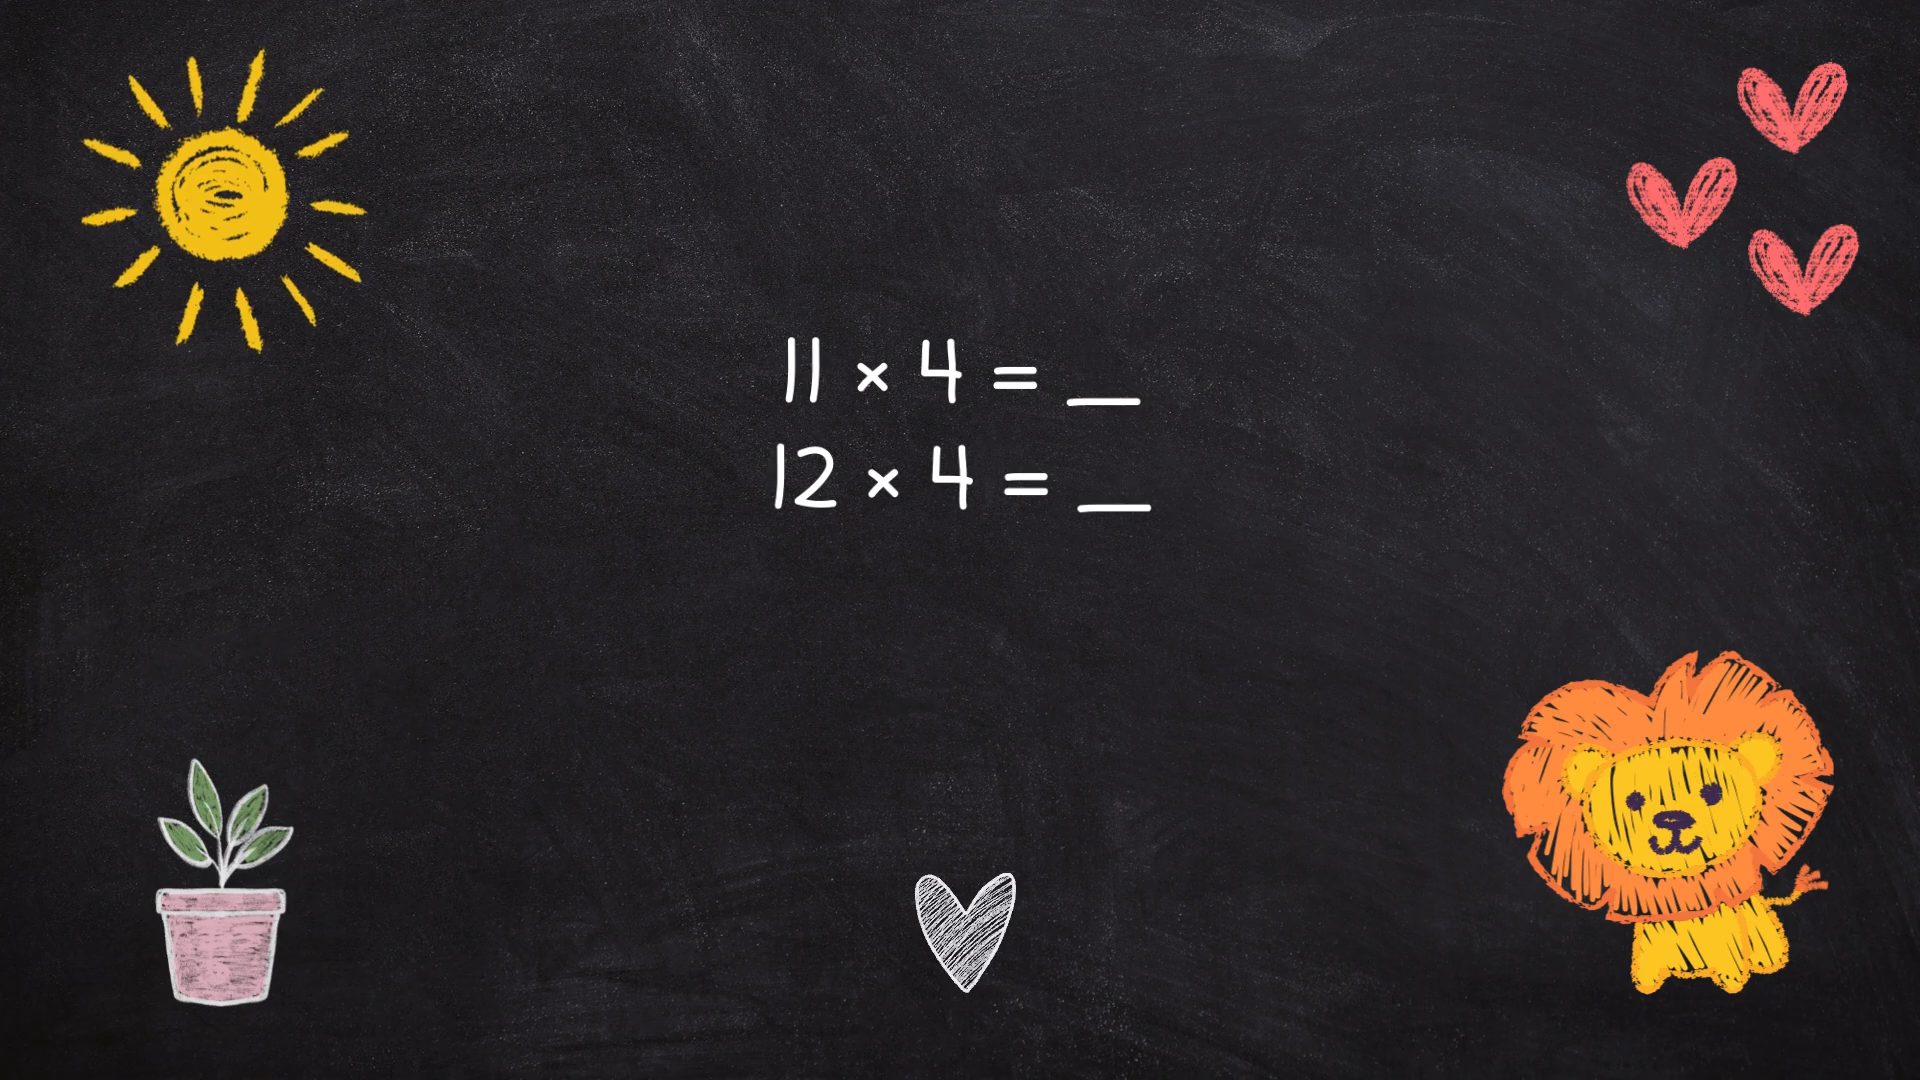 11 × 4 = __
12 × 4 = __